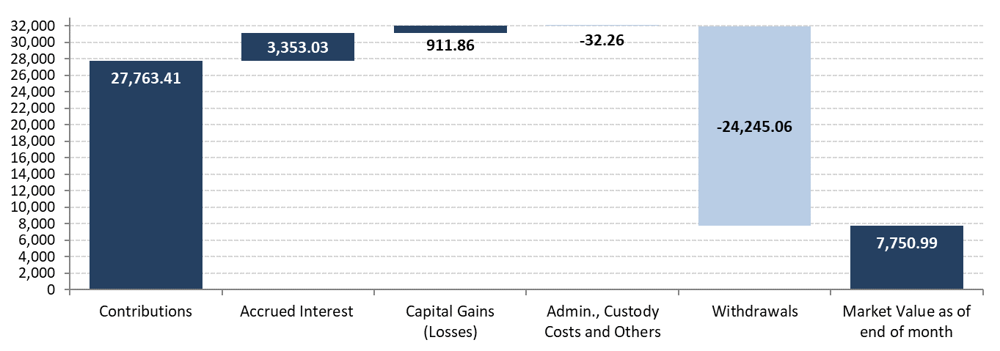 32,000
30,000
28,000
26,000
24,000
22,000
20,000
18,000
16,000
14,000
12,000
10,000
8,000
6,000
4,000
2,000
0
27,763.41
3,353.03
911.86
-32.26
-24,245.06
7,750.99
Contributions
Accrued Interest
Capital Gains
(Losses)
Admin., Custody
Costs and Others
Withdrawals
Market Value as of
end of month